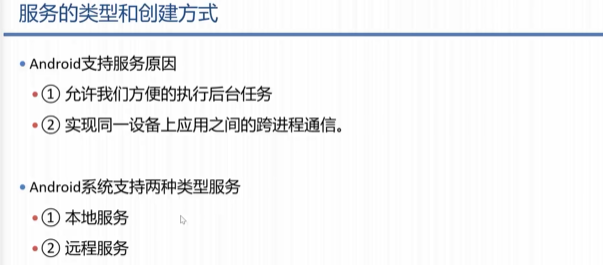 服务的类型和创建方式
• Android支持服务原因
• ① 允许我们方便的执行后台任务
• ② 实现同一设备上应用之间的跨进程通信。
• Android系统支持两种类型服务
• ① 本地服务
• ② 远程服务